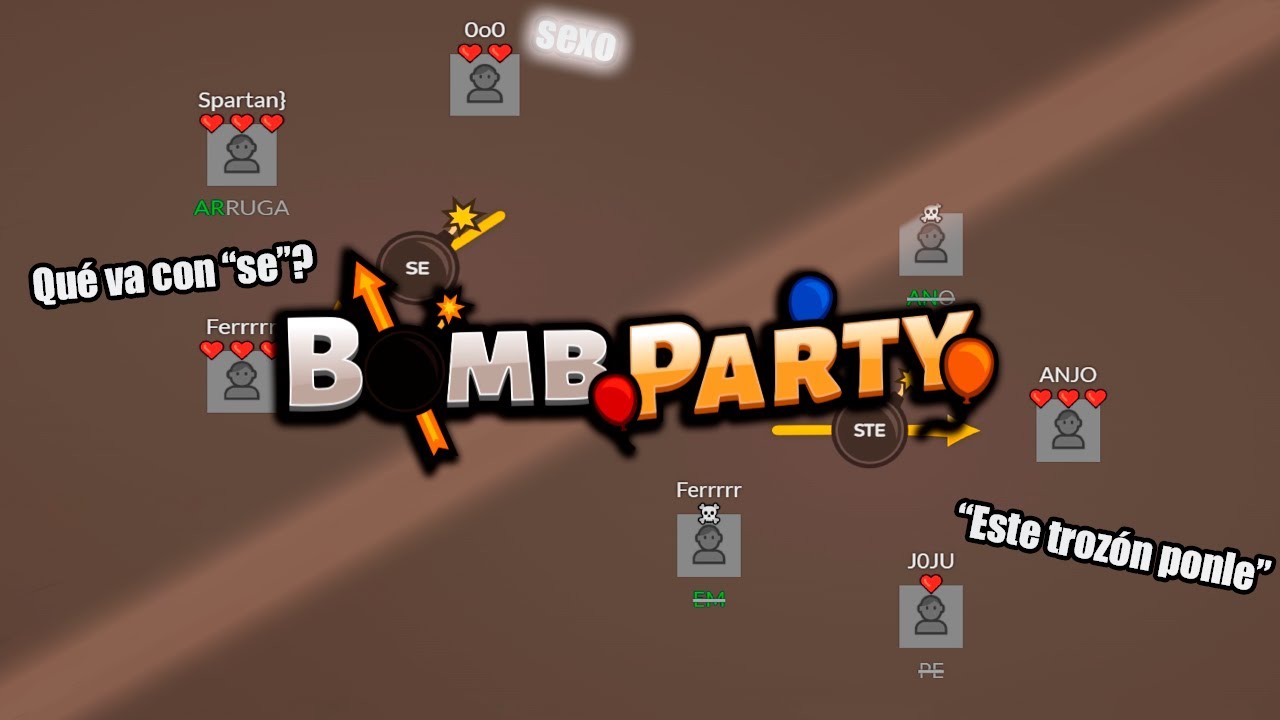 0o0
sexo
Spartan}
ARRUGA
SE
Qué va con “se”?
ANO
Ferrrrr
BOMB PARTY
ANJO
STE
Ferrrrr
EM
“Este trozón ponle”
J0JU
PE